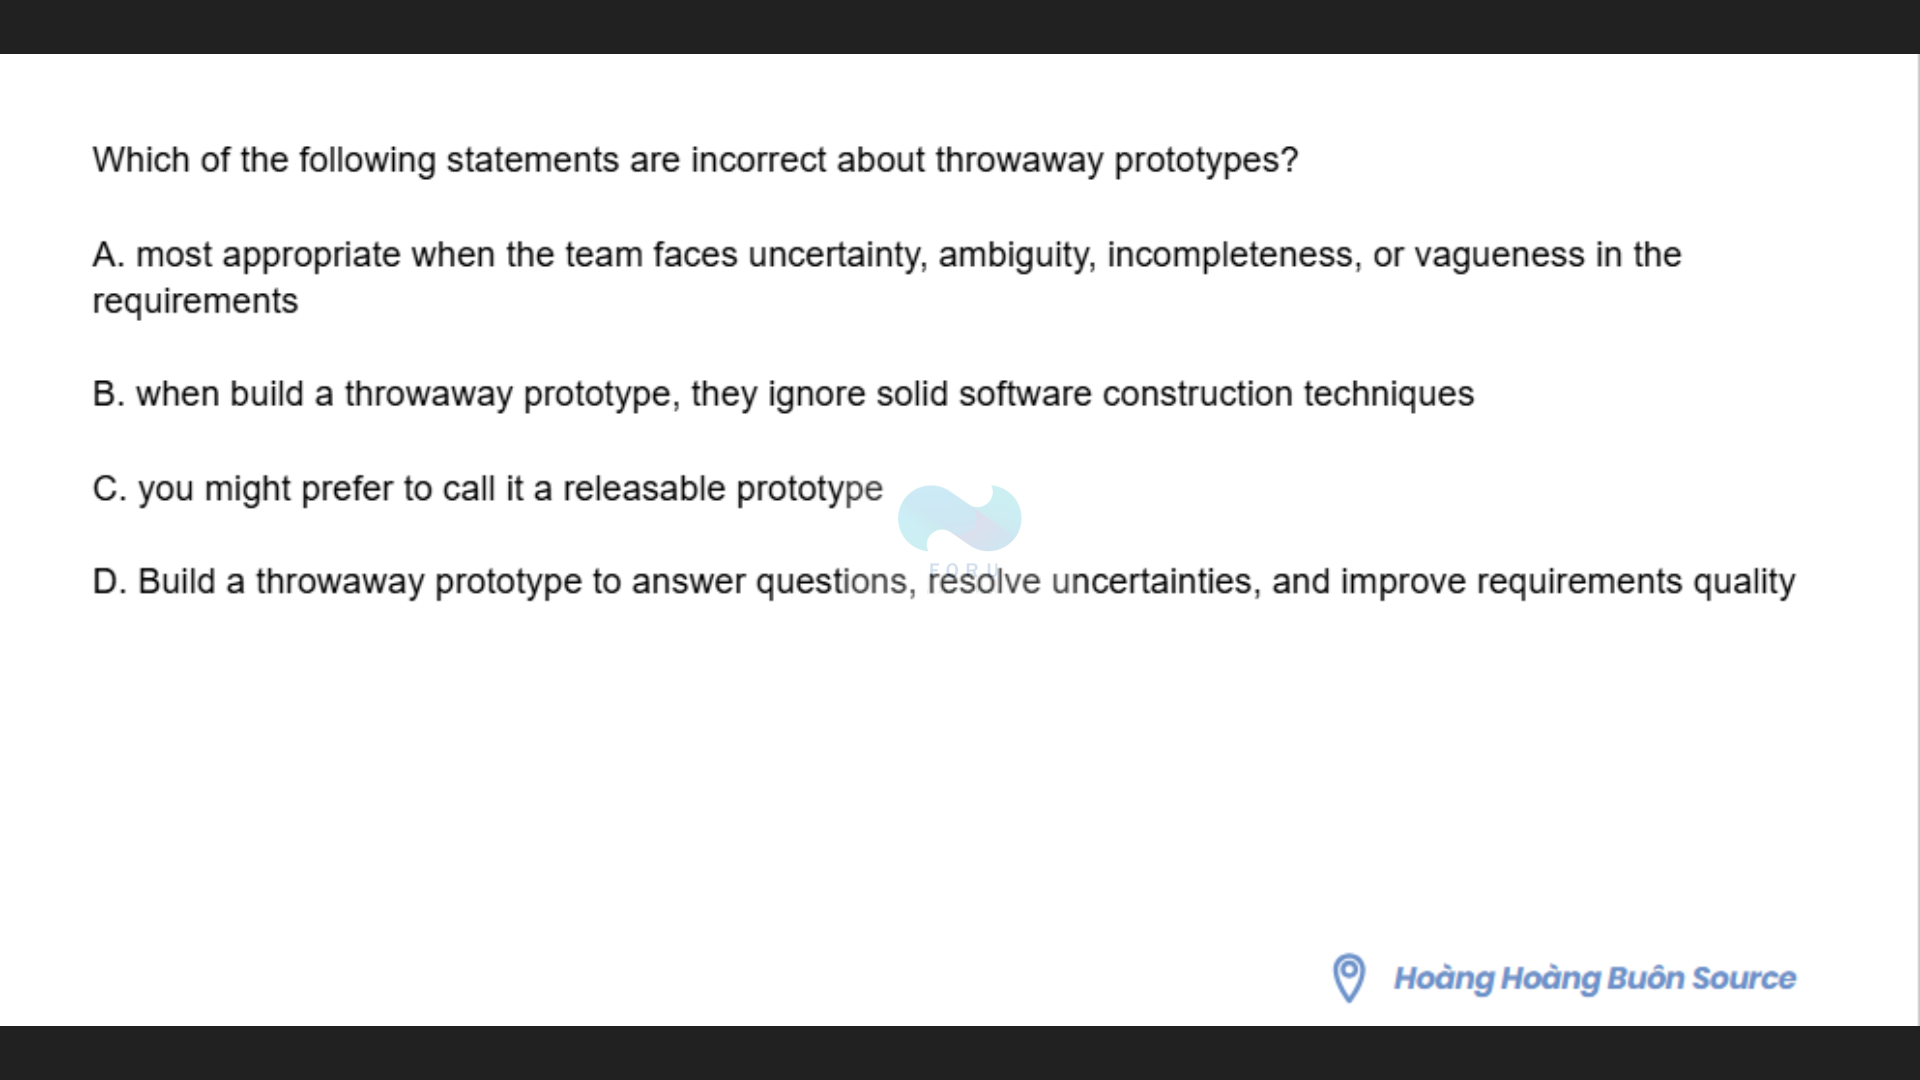 Which of the following statements are incorrect about throwaway prototypes?
A. most appropriate when the team faces uncertainty, ambiguity, incompleteness, or vagueness in the
requirements
B. when build a throwaway prototype, they ignore solid software construction techniques
C. you might prefer to call it a releasable prototype
FORU
D. Build a throwaway prototype to answer questions, resolve uncertainties, and improve requirements quality
Hoàng Hoàng Buôn Source